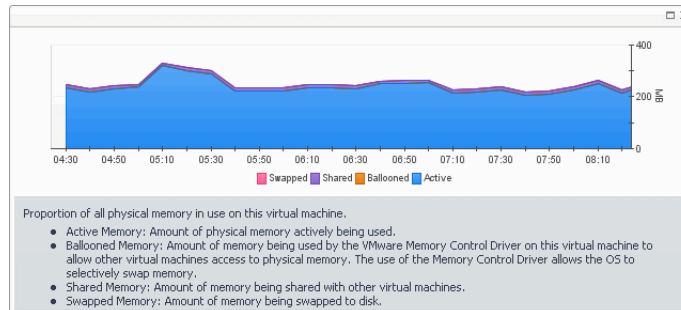 400
200
MB
0
04:30 04:50 05:10 05:30 05:50 06:10 06:30 06:50 07:10 07:30 07:50 08:10
Swapped Shared Ballooned Active
Proportion of all physical memory in use on this virtual machine.
● Active Memory: Amount of physical memory actively being used.
● Ballooned Memory: Amount of memory being used by the VMware Memory Control Driver on this virtual machine to
allow other virtual machines access to physical memory. The use of the Memory Control Driver allows the OS to
selectively swap memory.
● Shared Memory: Amount of memory being shared with other virtual machines.
● Swapped Memory: Amount of memory being swapped to disk.